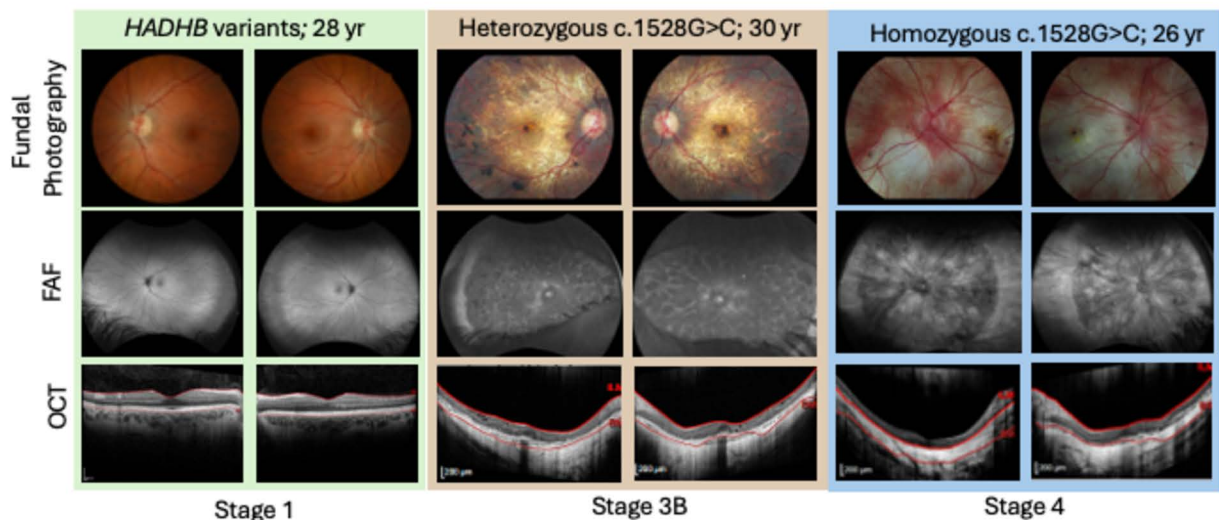 HADHB variants; 28 yr
Heterozygous c.1528G>C; 30 yr
Homozygous c.1528G>C; 26 yr
Fundal
Photography
FAF
OCT
200 µm
200 µm
200 µm
200 µm
Stage 1
Stage 3B
Stage 4